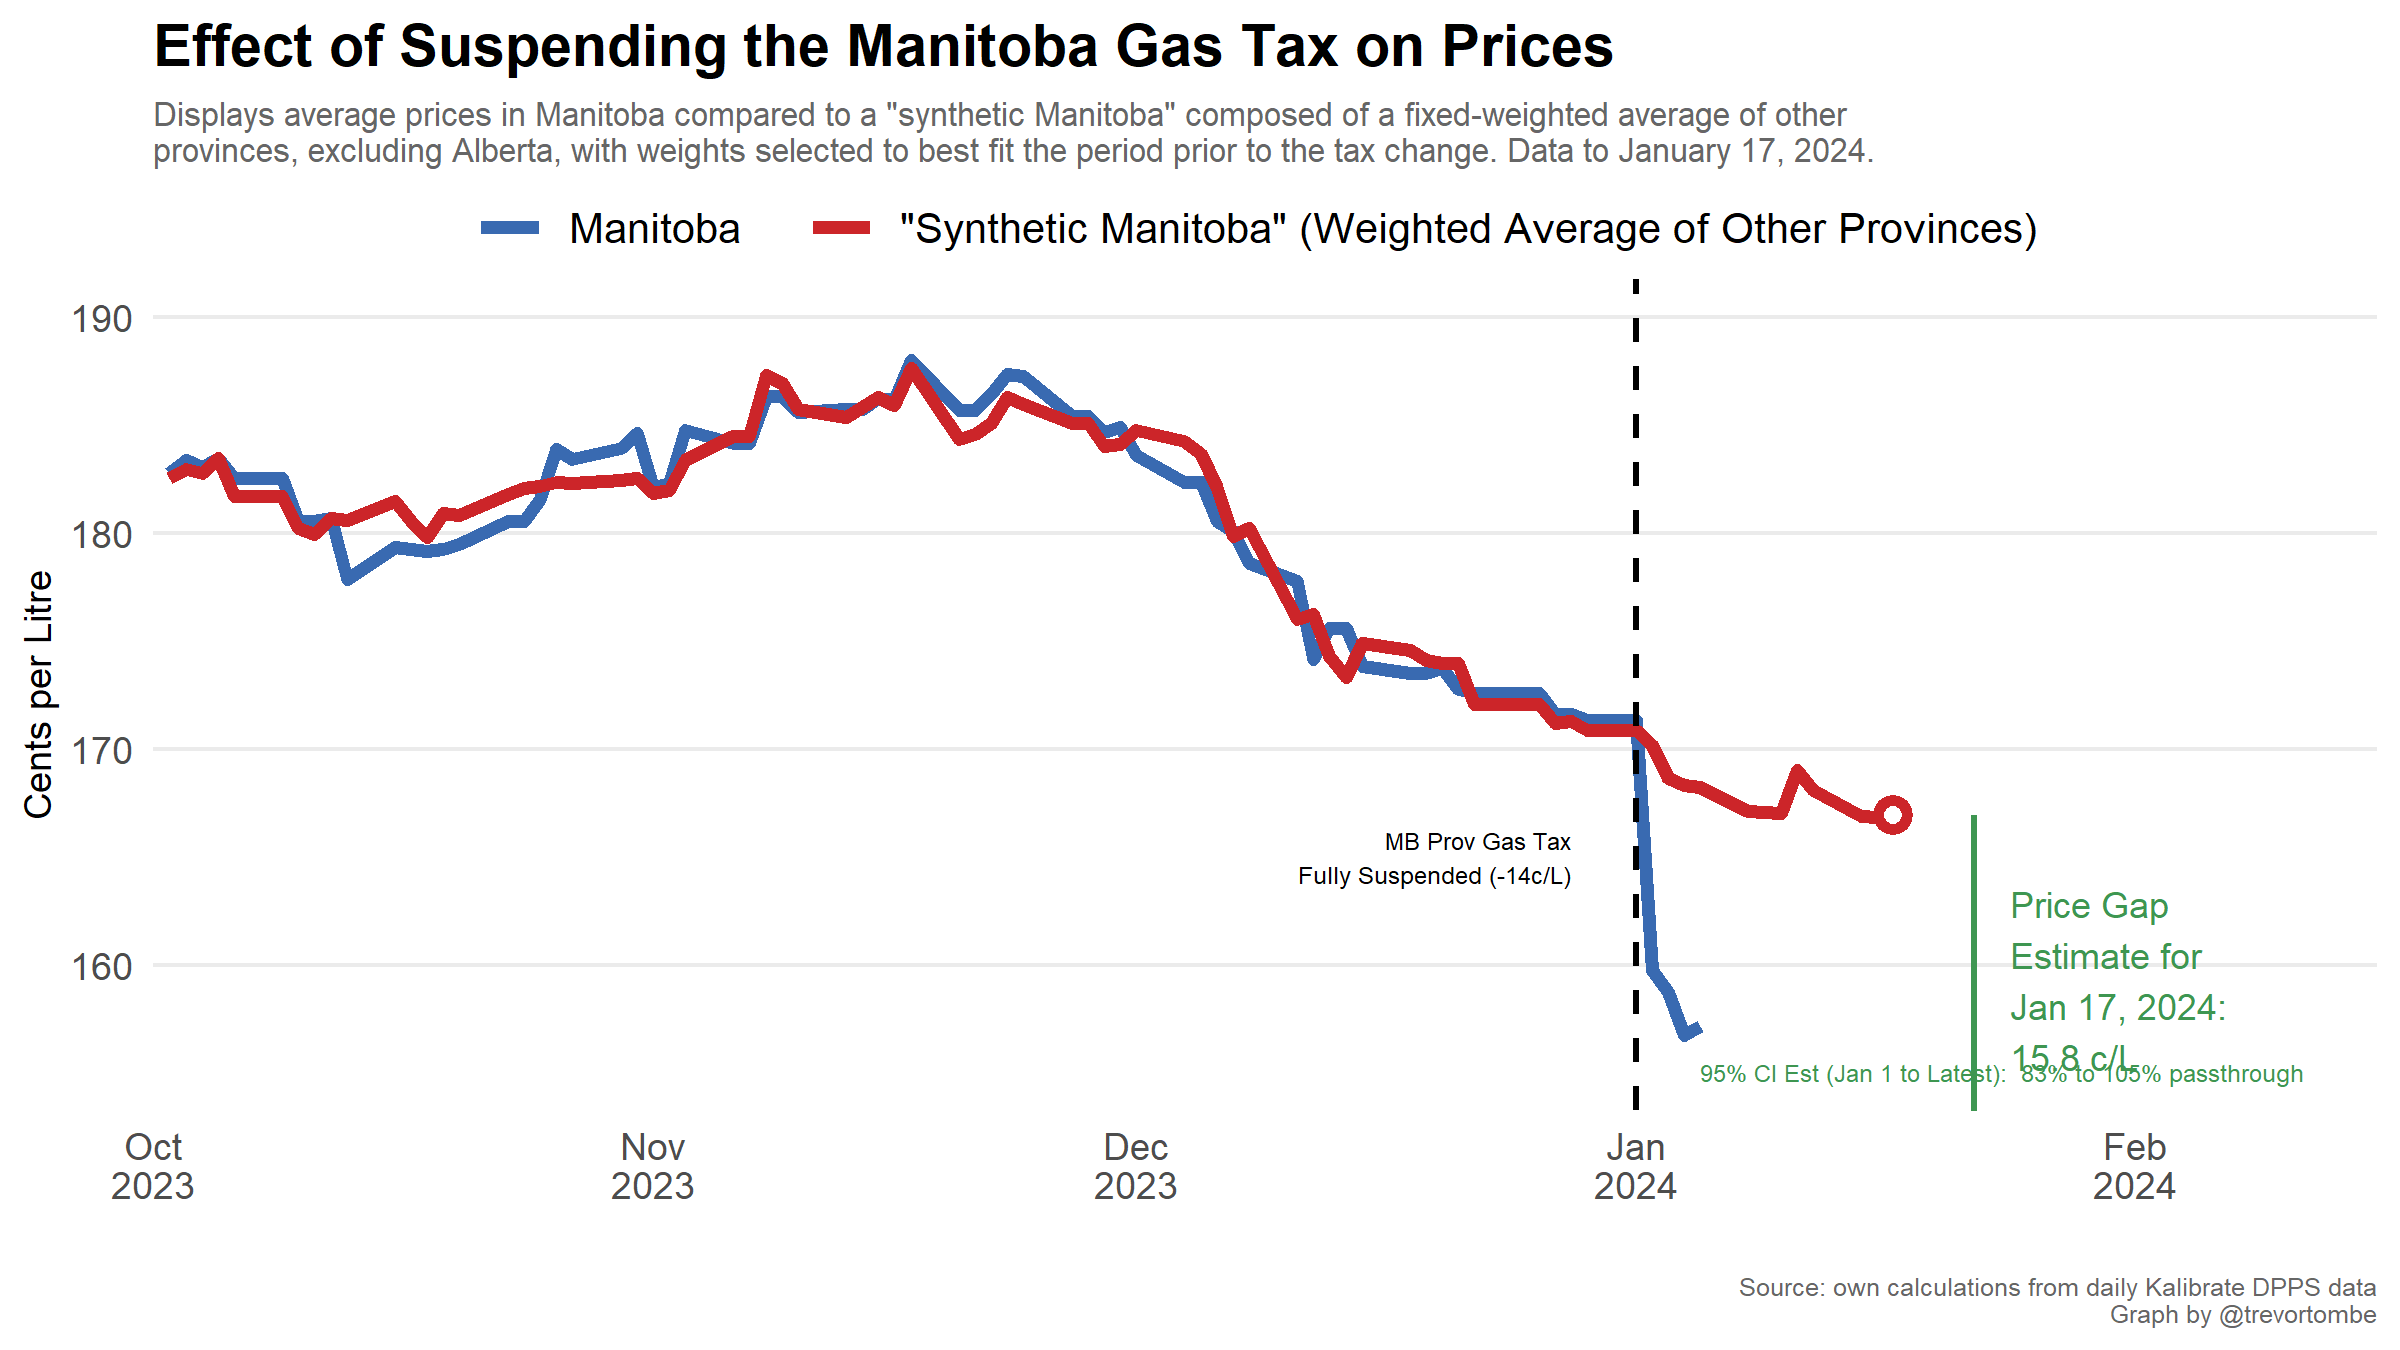 Effect of Suspending the Manitoba Gas Tax on Prices
Displays average prices in Manitoba compared to a "synthetic Manitoba" composed of a fixed-weighted average of other
provinces, excluding Alberta, with weights selected to best fit the period prior to the tax change. Data to January 17, 2024.
Manitoba
"Synthetic Manitoba" (Weighted Average of Other Provinces)
190
180
170
160
Cents per Litre
MB Prov Gas Tax
Fully Suspended (-14c/L)
Price Gap
Estimate for
Jan 17, 2024:
15.8 c/L
95% CI Est (Jan 1 to Latest): 83% to 105% passthrough
Oct
2023
Nov
2023
Dec
2023
Jan
2024
Feb
2024
Source: own calculations from daily Kalibrate DPPS data
Graph by @trevortombe